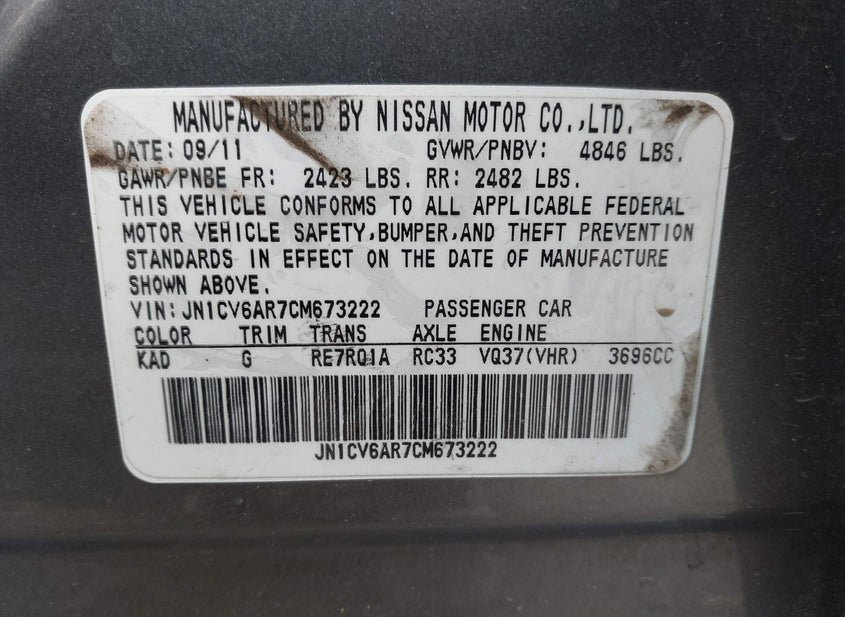 MANUFACTURED BY NISSAN MOTOR CO.,LTD.
DATE: 09/11 GVWR/PNBV: 4846 LBS.
GAWR/PNBE FR: 2423 LBS. RR: 2482 LBS.
THIS VEHICLE CONFORMS TO ALL APPLICABLE FEDERAL
MOTOR VEHICLE SAFETY,BUMPER,AND THEFT PREVENTION
STANDARDS IN EFFECT ON THE DATE OF MANUFACTURE
SHOWN ABOVE.
VIN: JN1CV6AR7CM673222 PASSENGER CAR
COLOR TRIM TRANS AXLE ENGINE
KAD G RE7R01A RC33 VQ37(VHR) 3696CC
JN1CV6AR7CM673222